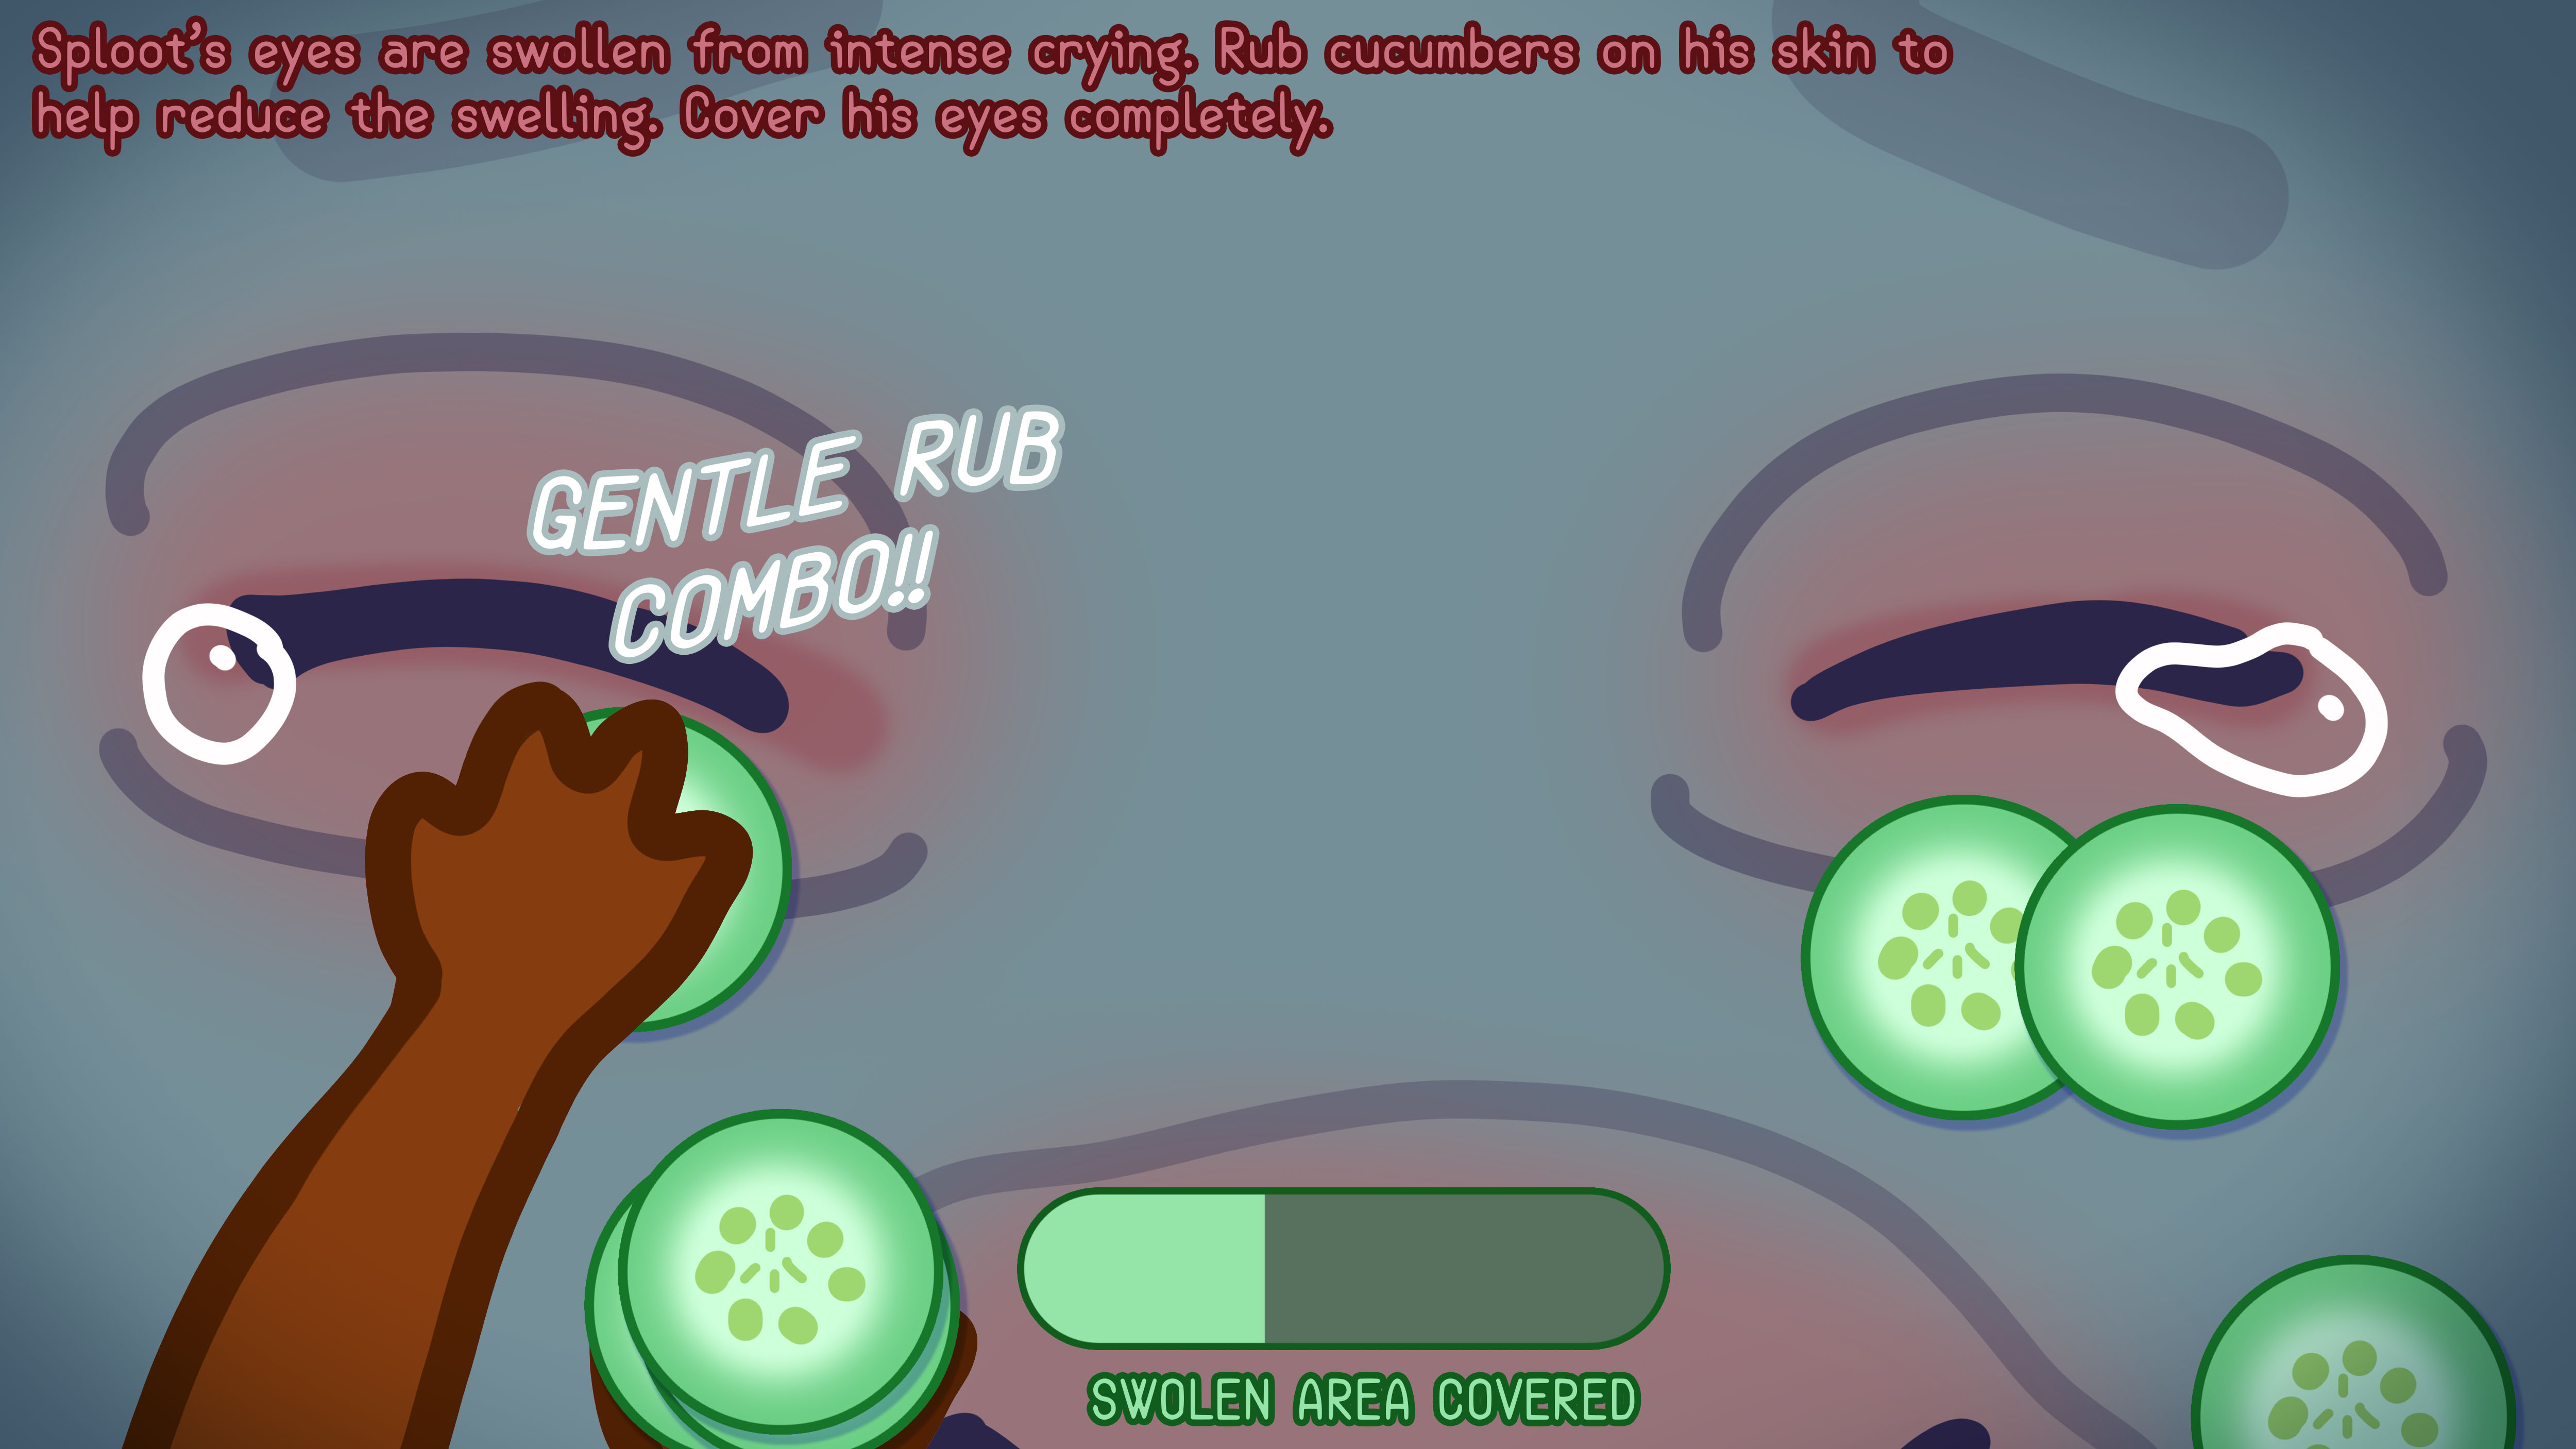 Sploot's eyes are swollen from intense crying. Rub cucumbers on his skin to
help reduce the swelling. Cover his eyes completely.
GENTLE RUB
COMBO!!
SWOLEN AREA COVERED